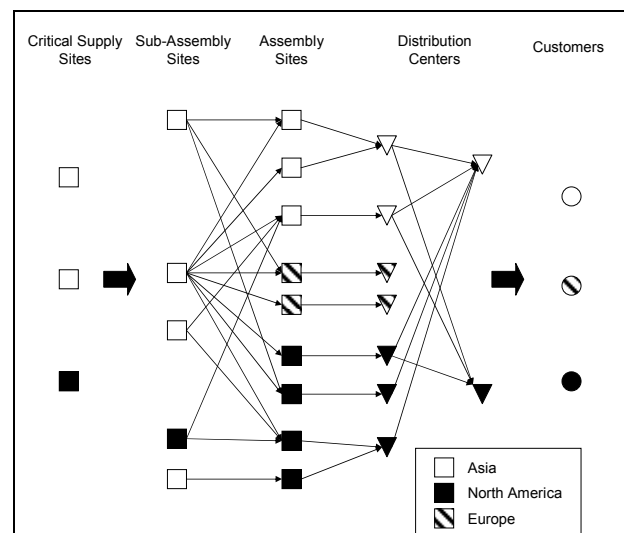 Critical Supply Sub-Assembly Assembly Distribution Customers
Sites Sites Sites Centers
Asia
North America
Europe